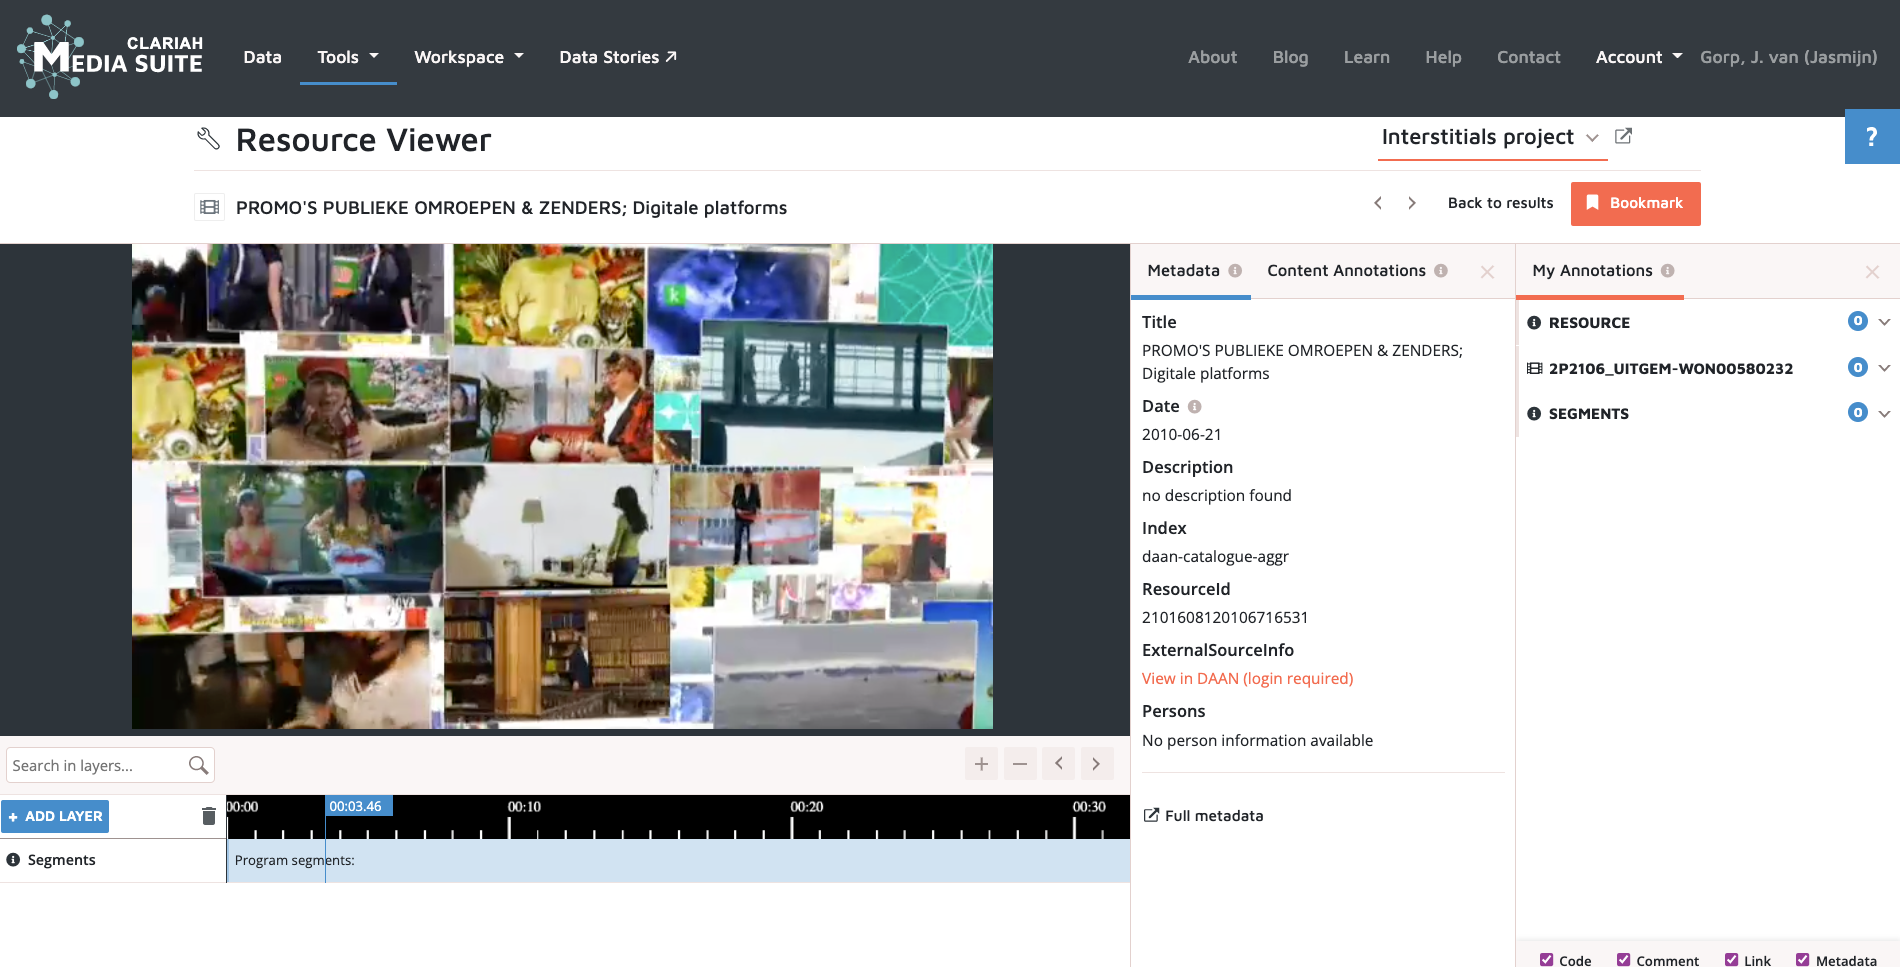 CLARIAH
MEDIA SUITE
Data
Tools
Workspace
Data Stories
About
Blog
Learn
Help
Contact
Account
Gorp, J. van (Jasmijn)
Resource Viewer
Interstitials project
?
PROMO'S PUBLIEKE OMROEPEN & ZENDERS; Digitale platforms
Back to results
Bookmark
k
Metadata
Content Annotations
Title
PROMO'S PUBLIEKE OMROEPEN & ZENDERS;
Digitale platforms
Date
2010-06-21
Description
no description found
Index
daan-catalogue-aggr
ResourceId
2101608120106716531
ExternalSourceInfo
View in DAAN (login required)
Persons
No person information available
Full metadata
My Annotations
RESOURCE
0
2P2106_UITGEM-WON00580232
0
SEGMENTS
0
Search in layers...
+ ADD LAYER
00:00
00:03.46
00:10
00:20
00:30
Segments
Program segments:
Code
Comment
Link
Metadata